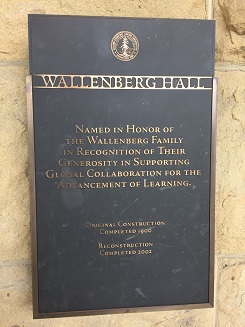 WALLENBERG HALL
NAMED IN HONOR OF
THE WALLENBERG FAMILY
IN RECOGNITION OF THEIR
GENEROSITY IN SUPPORTING
GLOBAL COLLABORATION FOR THE
ADVANCEMENT OF LEARNING.
ORIGINAL CONSTRUCTION
COMPLETED 1900
RECONSTRUCTION
COMPLETED 2002